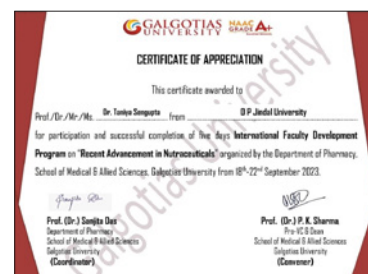 GALGOTIAS UNIVERSITY
NAAC GRADE A+
CERTIFICATE OF APPRECIATION
This certificate awarded to
Prof./Dr./Mr./Ms. Dr. Taniya Sengupta from O P Jindal University
for participation and successful completion of five days International Faculty Development
Program on "Recent Advancement in Nutraceuticals" organized by the Department of Pharmacy,
School of Medical & Allied Sciences, Galgotias University from 18th-22nd September 2023.
Prof. (Dr.) Sanjita Das
Department of Pharmacy
School of Medical & Allied Sciences
Galgotias University
(Coordinator)
Prof. (Dr.) P. K. Sharma
Pro-VC & Dean
School of Medical & Allied Sciences
Galgotias University
(Convener)
Galgotias University